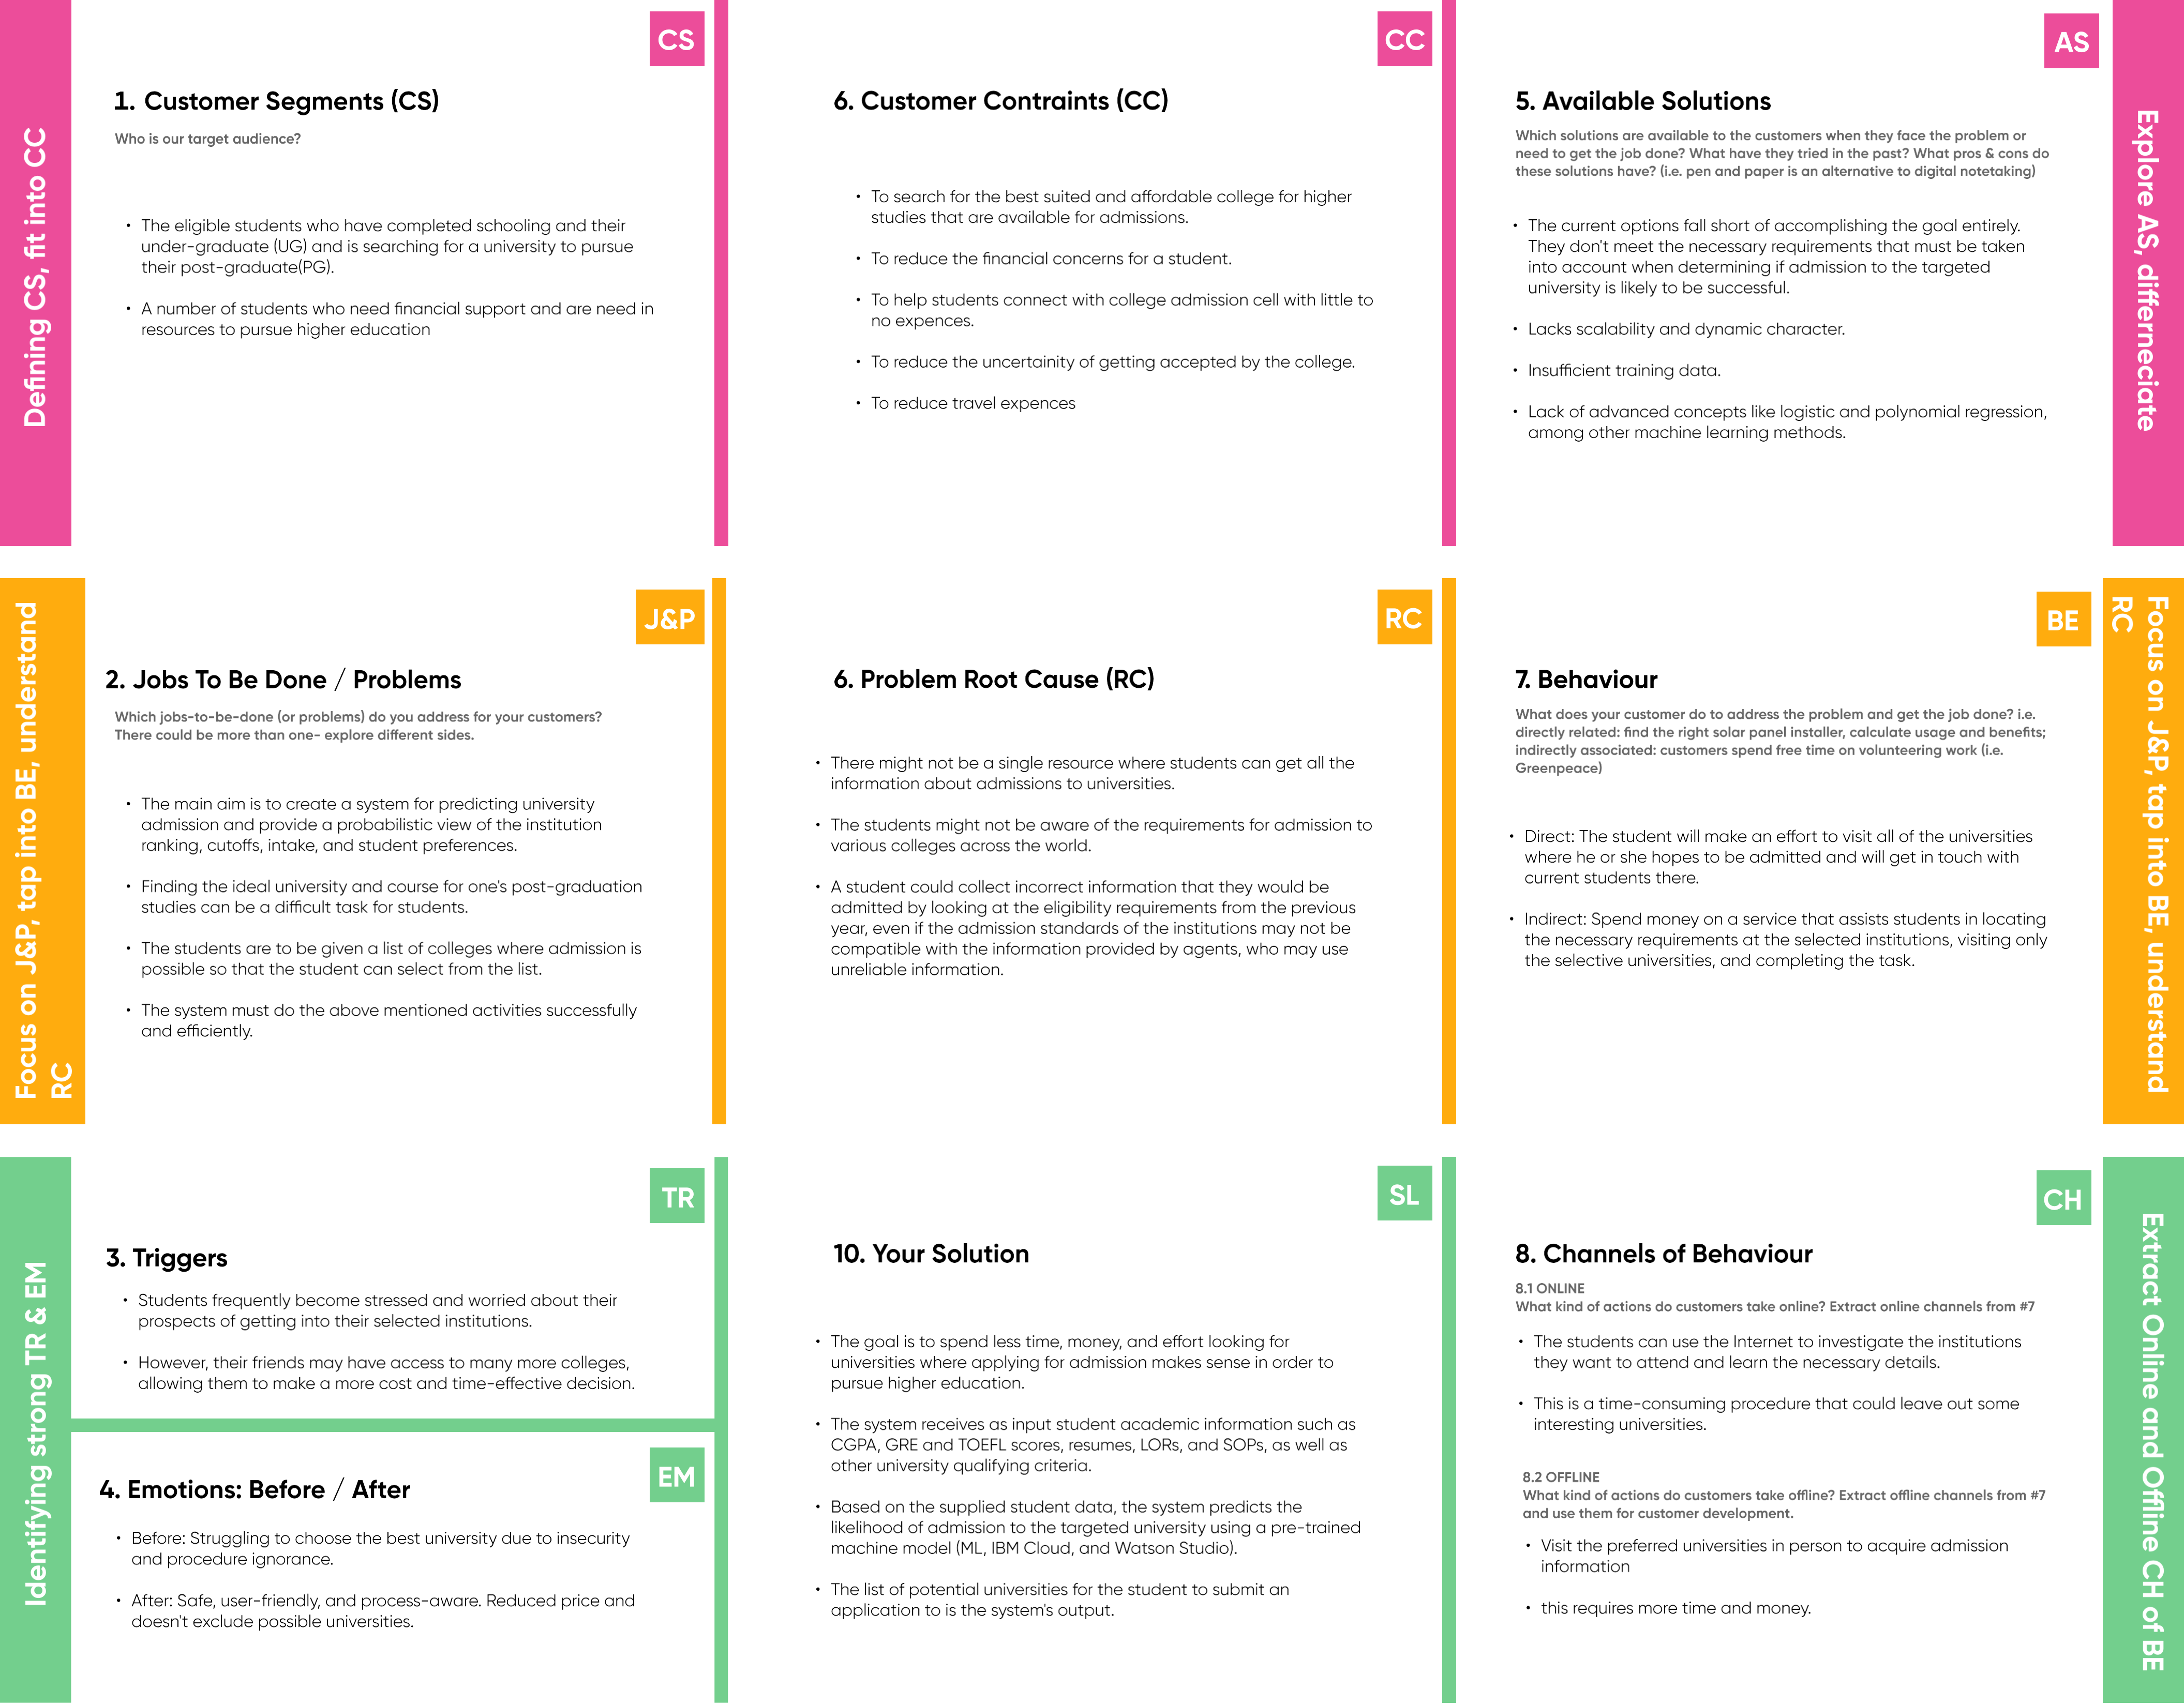 Defining CS, fit into CC
CS
1. Customer Segments (CS)
Who is our target audience?
• The eligible students who have completed schooling and their
under-graduate (UG) and is searching for a university to pursue
their post-graduate(PG).
• A number of students who need financial support and are need in
resources to pursue higher education
CC
6. Customer Contraints (CC)
• To search for the best suited and affordable college for higher
studies that are available for admissions.
• To reduce the financial concerns for a student.
• To help students connect with college admission cell with little to
no expences.
• To reduce the uncertainity of getting accepted by the college.
• To reduce travel expences
AS
5. Available Solutions
Which solutions are available to the customers when they face the problem or
need to get the job done? What have they tried in the past? What pros & cons do
these solutions have? (i.e. pen and paper is an alternative to digital notetaking)
• The current options fall short of accomplishing the goal entirely.
They don't meet the necessary requirements that must be taken
into account when determining if admission to the targeted
university is likely to be successful.
• Lacks scalability and dynamic character.
• Insufficient training data.
• Lack of advanced concepts like logistic and polynomial regression,
among other machine learning methods.
Explore AS, differneciate
Focus on J&P, tap into BE, understand
RC
J&P
2. Jobs To Be Done / Problems
Which jobs-to-be-done (or problems) do you address for your customers?
There could be more than one- explore different sides.
• The main aim is to create a system for predicting university
admission and provide a probabilistic view of the institution
ranking, cutoffs, intake, and student preferences.
• Finding the ideal university and course for one's post-graduation
studies can be a difficult task for students.
• The students are to be given a list of colleges where admission is
possible so that the student can select from the list.
• The system must do the above mentioned activities successfully
and efficiently.
RC
6. Problem Root Cause (RC)
• There might not be a single resource where students can get all the
information about admissions to universities.
• The students might not be aware of the requirements for admission to
various colleges across the world.
• A student could collect incorrect information that they would be
admitted by looking at the eligibility requirements from the previous
year, even if the admission standards of the institutions may not be
compatible with the information provided by agents, who may use
unreliable information.
BE
7. Behaviour
What does your customer do to address the problem and get the job done? i.e.
directly related: find the right solar panel installer, calculate usage and benefits;
indirectly associated: customers spend free time on volunteering work (i.e.
Greenpeace)
• Direct: The student will make an effort to visit all of the universities
where he or she hopes to be admitted and will get in touch with
current students there.
• Indirect: Spend money on a service that assists students in locating
the necessary requirements at the selected institutions, visiting only
the selective universities, and completing the task.
Focus on J&P, tap into BE, understand
RC
Identifying strong TR & EM
TR
3. Triggers
• Students frequently become stressed and worried about their
prospects of getting into their selected institutions.
• However, their friends may have access to many more colleges,
allowing them to make a more cost and time-effective decision.
EM
4. Emotions: Before / After
• Before: Struggling to choose the best university due to insecurity
and procedure ignorance.
• After: Safe, user-friendly, and process-aware. Reduced price and
doesn't exclude possible universities.
SL
10. Your Solution
• The goal is to spend less time, money, and effort looking for
universities where applying for admission makes sense in order to
pursue higher education.
• The system receives as input student academic information such as
CGPA, GRE and TOEFL scores, resumes, LORs, and SOPs, as well as
other university qualifying criteria.
• Based on the supplied student data, the system predicts the
likelihood of admission to the targeted university using a pre-trained
machine model (ML, IBM Cloud, and Watson Studio).
• The list of potential universities for the student to submit an
application to is the system's output.
CH
8. Channels of Behaviour
8.1 ONLINE
What kind of actions do customers take online? Extract online channels from #7
• The students can use the Internet to investigate the institutions
they want to attend and learn the necessary details.
• This is a time-consuming procedure that could leave out some
interesting universities.
8.2 OFFLINE
What kind of actions do customers take offline? Extract offline channels from #7
and use them for customer development.
• Visit the preferred universities in person to acquire admission
information
• this requires more time and money.
Extract Online and Offline CH of BE